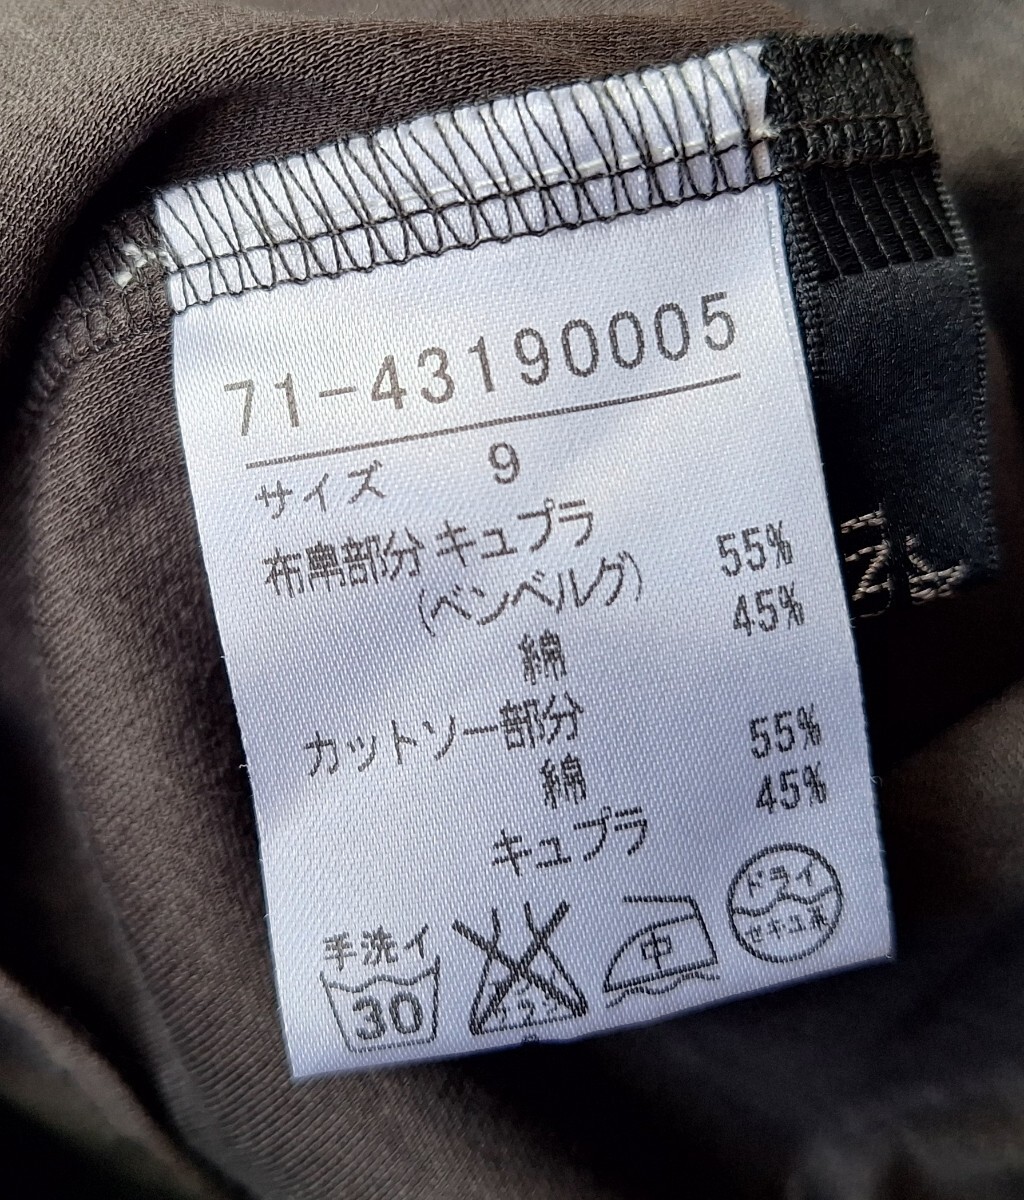 71-43190005
サイズ 9
布帛部分 キュプラ 55%
(ベンベルグ) 45%
綿
カットソー部分 55%
綿 45%
キュプラ
手洗イ
30
中
ドライ
セキユ系